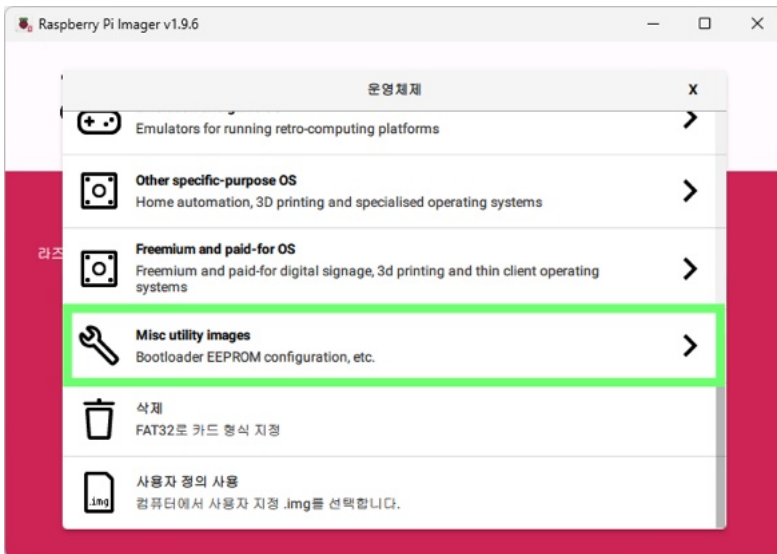 Raspberry Pi Imager v1.9.6
운영체제
X
Emulators for running retro-computing platforms
Other specific-purpose OS
Home automation, 3D printing and specialised operating systems
라즈
Freemium and paid-for OS
Freemium and paid-for digital signage, 3d printing and thin client operating
systems
Misc utility images
Bootloader EEPROM configuration, etc.
삭제
FAT32로 카드 형식 지정
사용자 정의 사용
.img
컴퓨터에서 사용자 지정 .img를 선택합니다.